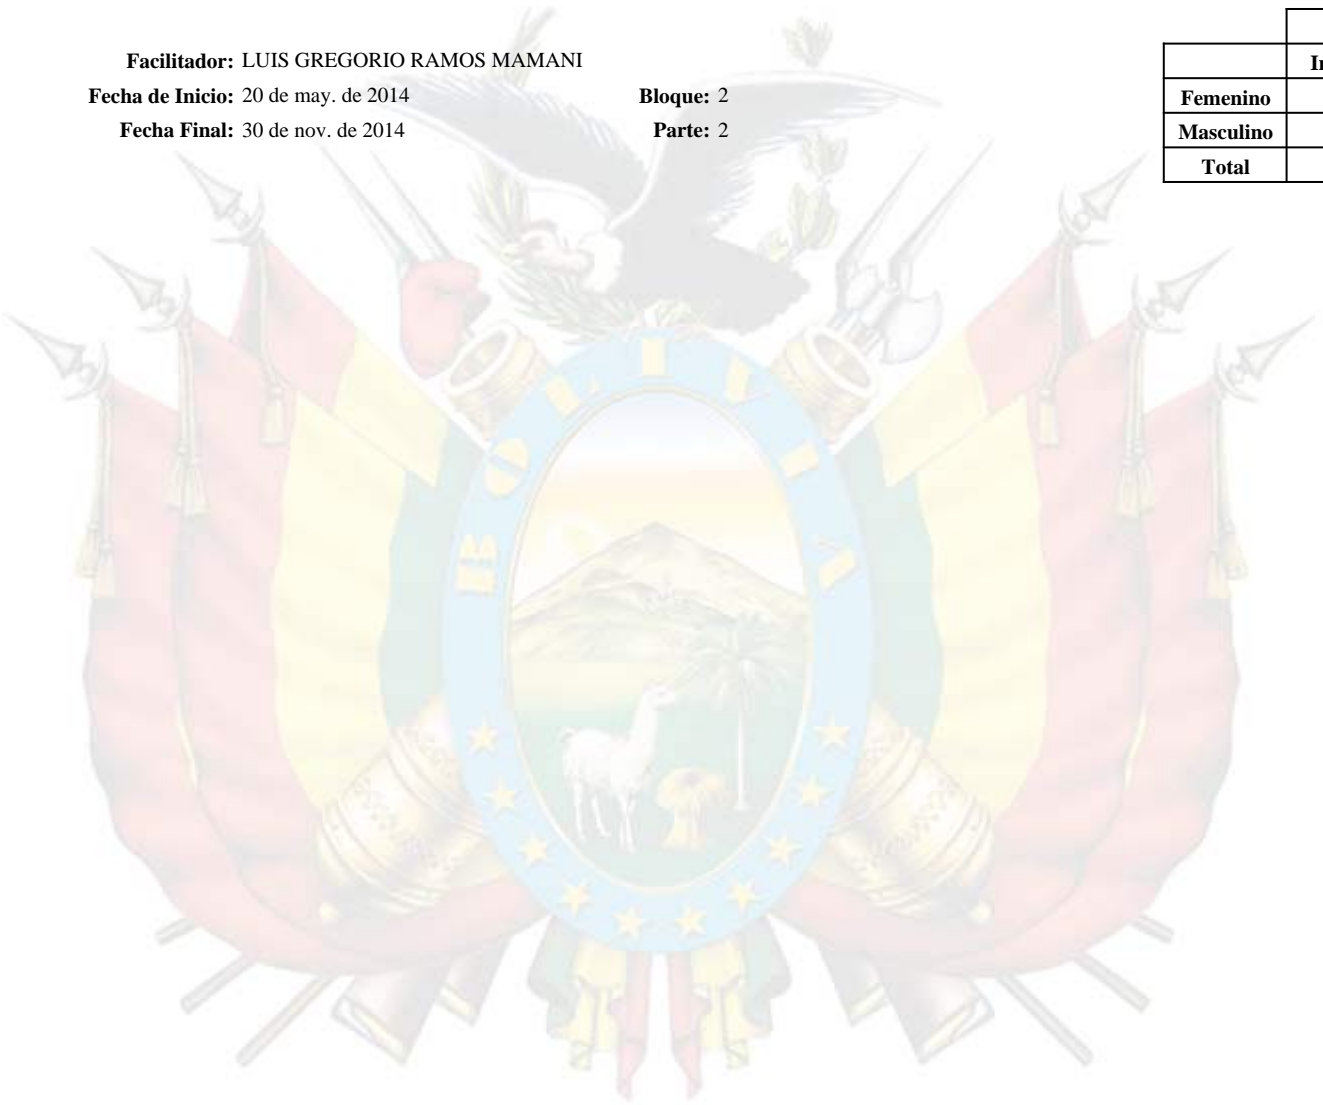 Facilitador: LUIS GREGORIO RAMOS MAMANI
Fecha de Inicio: 20 de may. de 2014 Bloque: 2
Fecha Final: 30 de nov. de 2014 Parte: 2
Femenino
Masculino
Total
BOLIVIA